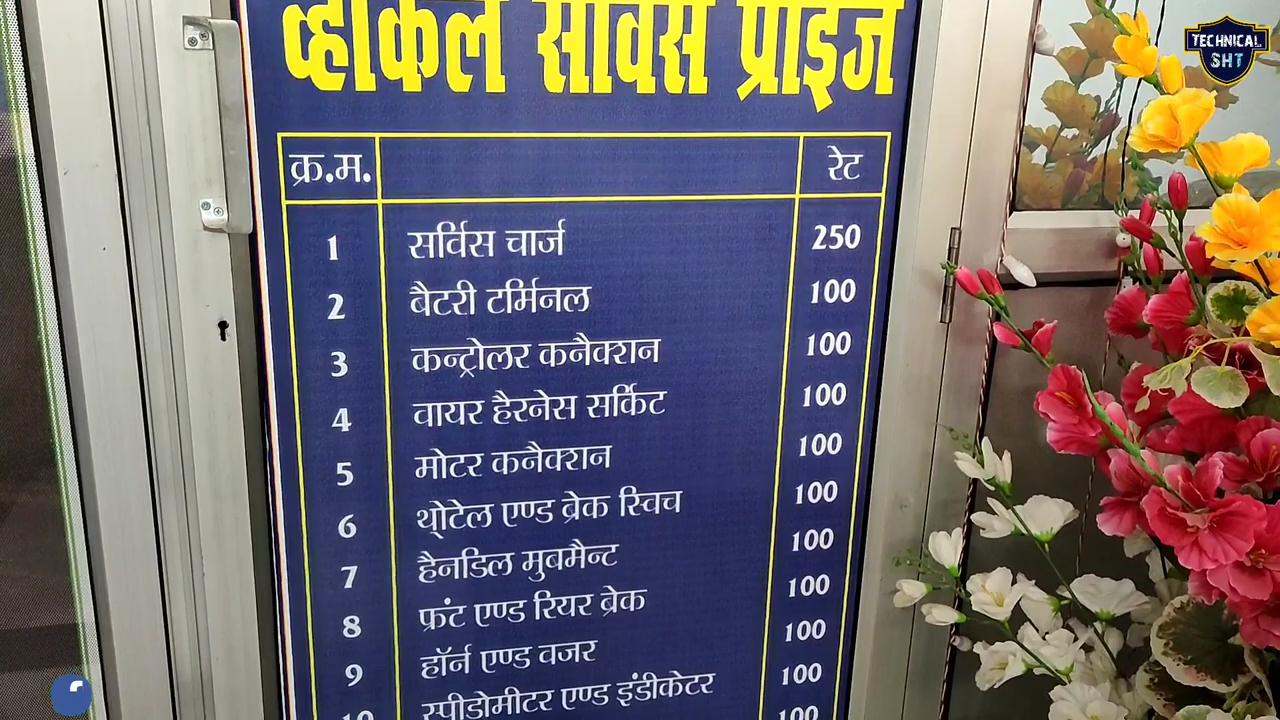 व्हीकल सर्विस प्राइज
क्र.म. रेट
1 सर्विस चार्ज 250
2 बैटरी टर्मिनल 100
3 कन्ट्रोलर कनैक्शन 100
4 वायर हैरनेस सर्किट 100
5 मोटर कनैक्शन 100
6 थ्रोटेल एण्ड ब्रेक स्विच 100
7 हैनडिल मुबमैन्ट 100
8 फ्रंट एण्ड रियर ब्रेक 100
9 हॉर्न एण्ड वजर 100
10 स्पीडोमीटर एण्ड इंडीकेटर 100
100
TECHNICAL
SHT